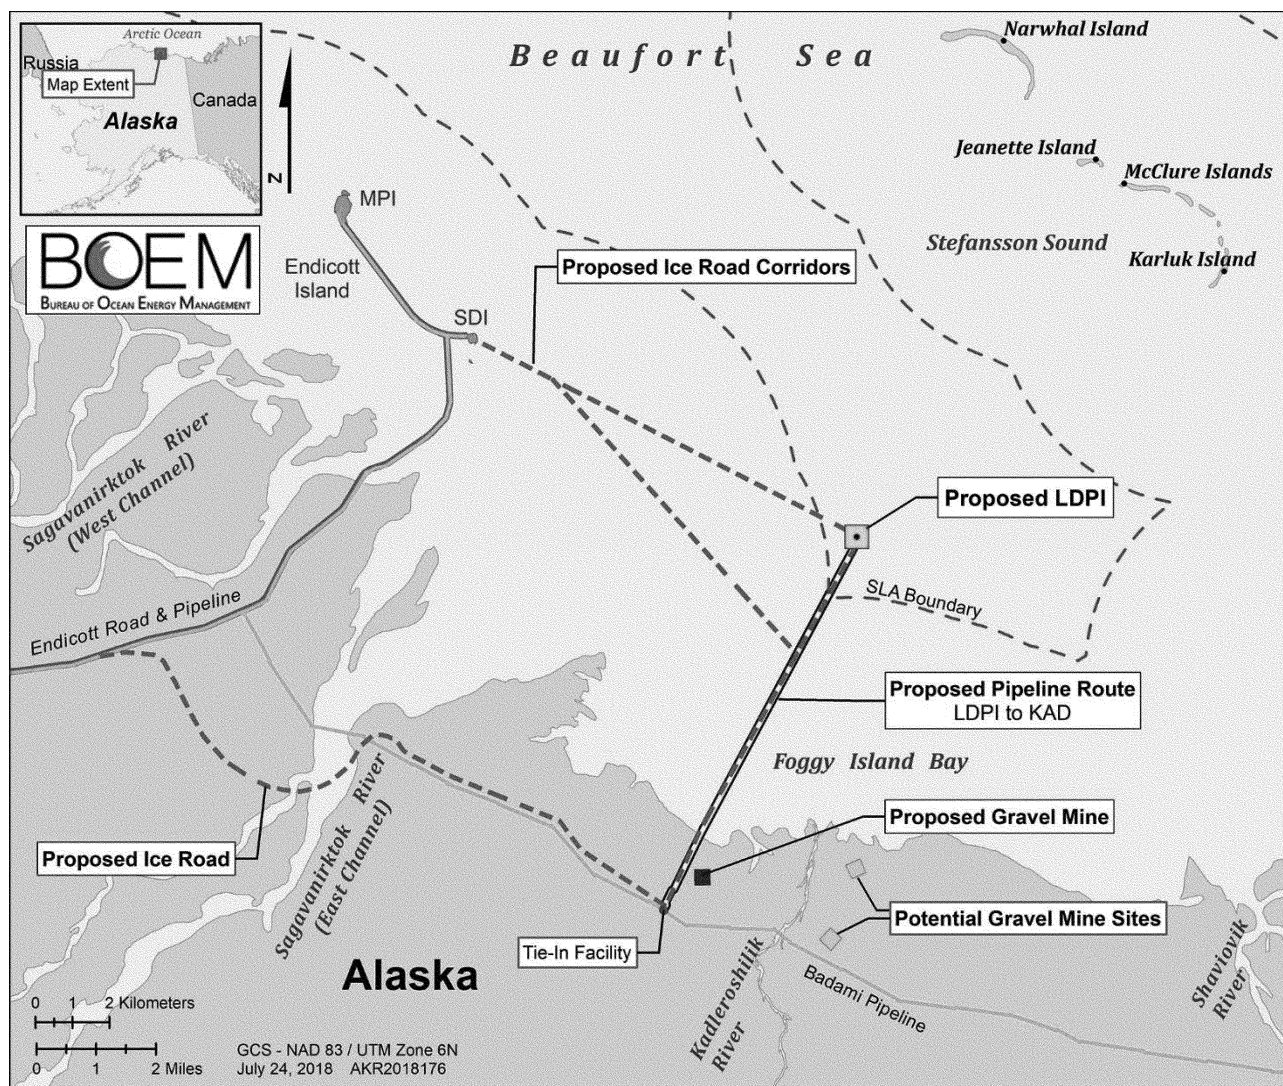 Beaufort Sea
Narwhal Island
Arctic Ocean
Russia
Map Extent
Canada
Alaska
N
Jeanette Island
McClure Islands
MPI
Stefansson Sound
BOEM
BUREAU OF OCEAN ENERGY MANAGEMENT
Endicott
Island
Proposed Ice Road Corridors
Karluk Island
SDI
Sagavanirktok River
(West Channel)
Proposed LDPI
SLA Boundary
Endicott Road & Pipeline
Proposed Pipeline Route
LDPI to KAD
Foggy Island Bay
Proposed Gravel Mine
Proposed Ice Road
Sagavanirktok River
(East Channel)
Potential Gravel Mine Sites
Tie-In Facility
Alaska
Kadleroshilik
River
Badami Pipeline
Shaviovik
River
0 1 2 Kilometers
0 1 2 Miles
GCS - NAD 83 / UTM Zone 6N
July 24, 2018 AKR2018176